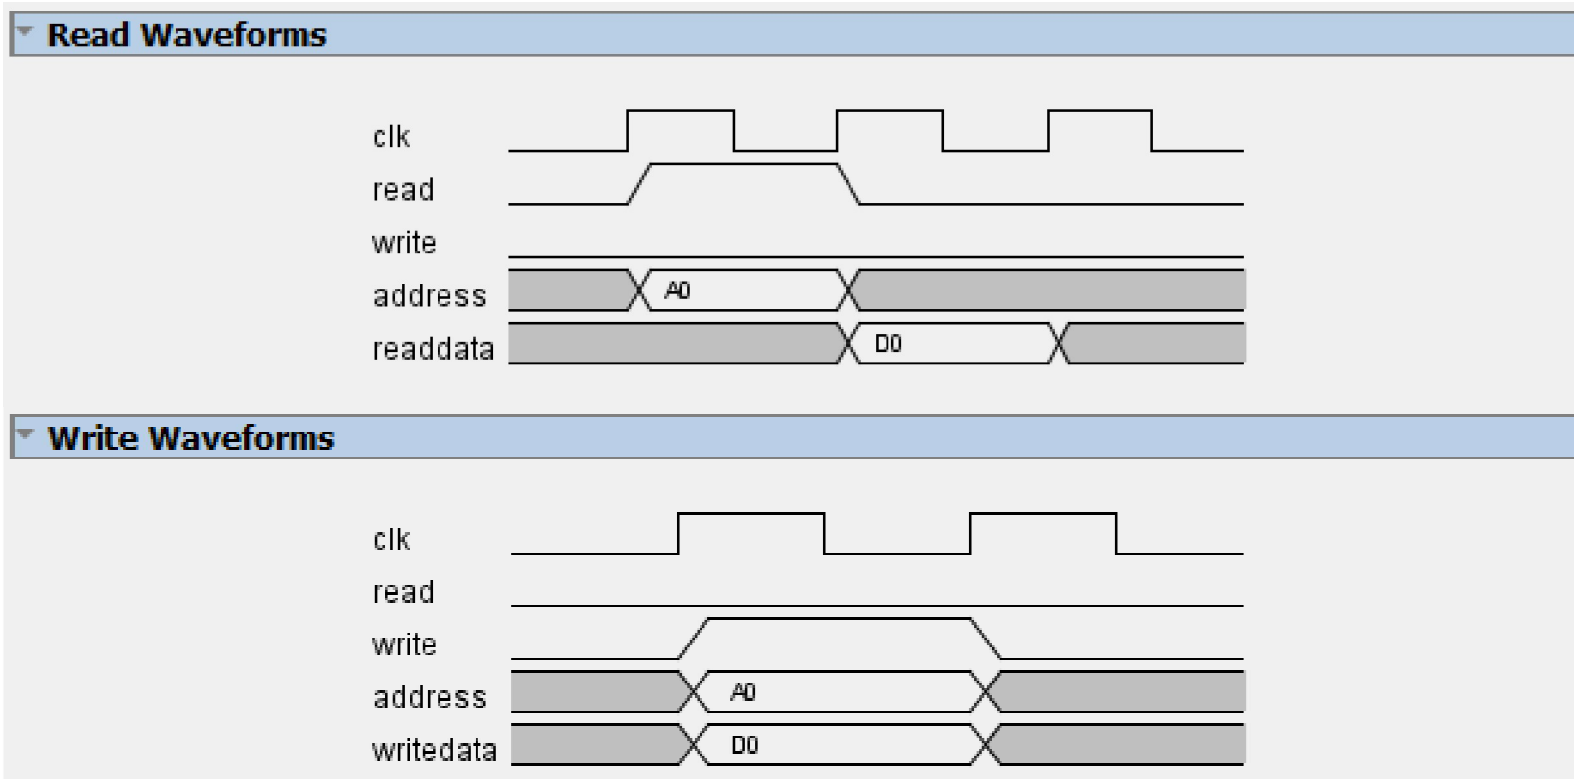 Read Waveforms
clk
read
write
address A0
readdata D0
Write Waveforms
clk
read
write
address A0
writedata D0